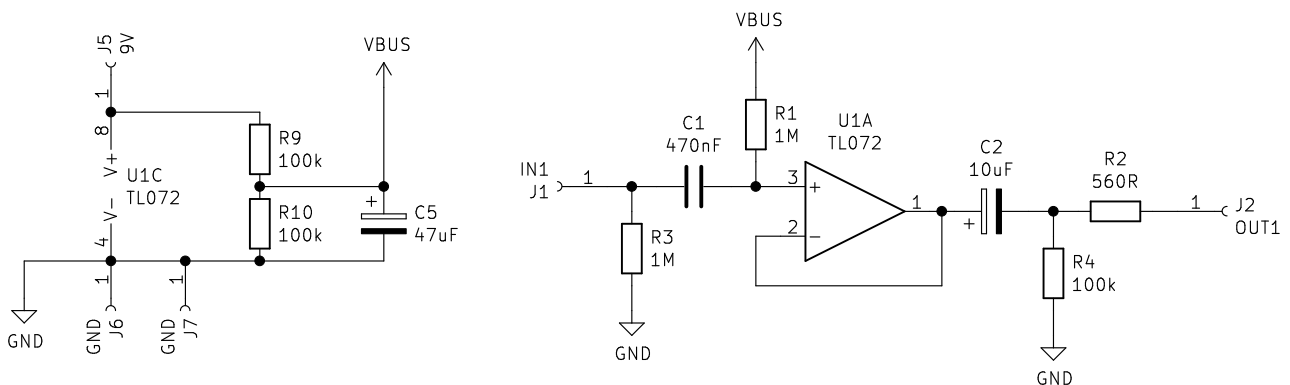 J5
9V
1
8
V+
U1C
TL072
V-
4
1
GND
J6
1
GND
J7
GND
R9
100k
R10
100k
VBUS
+
C5
47uF
IN1
J1
1
R3
1M
GND
C1
470nF
VBUS
R1
1M
U1A
TL072
3
+
2
-
1
C2
10uF
+
R4
100k
GND
R2
560R
1
J2
OUT1